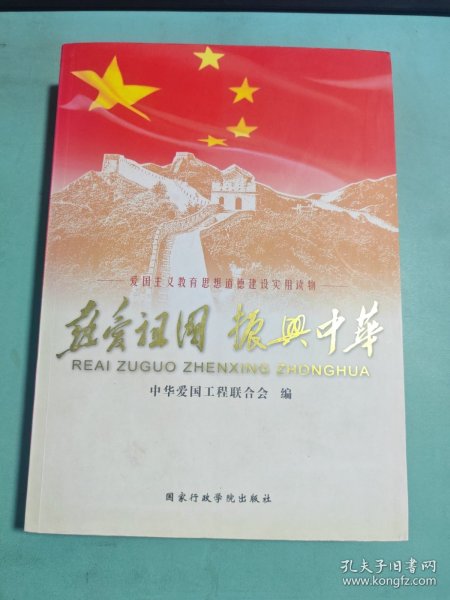 爱国主义教育思想道德建设实用读物
热爱祖国 振興中華
REAI ZUGUO ZHENXING ZHONGHUA
中华爱国工程联合会 编
国家行政学院出版社
孔夫子旧书网
www.kongfz.com